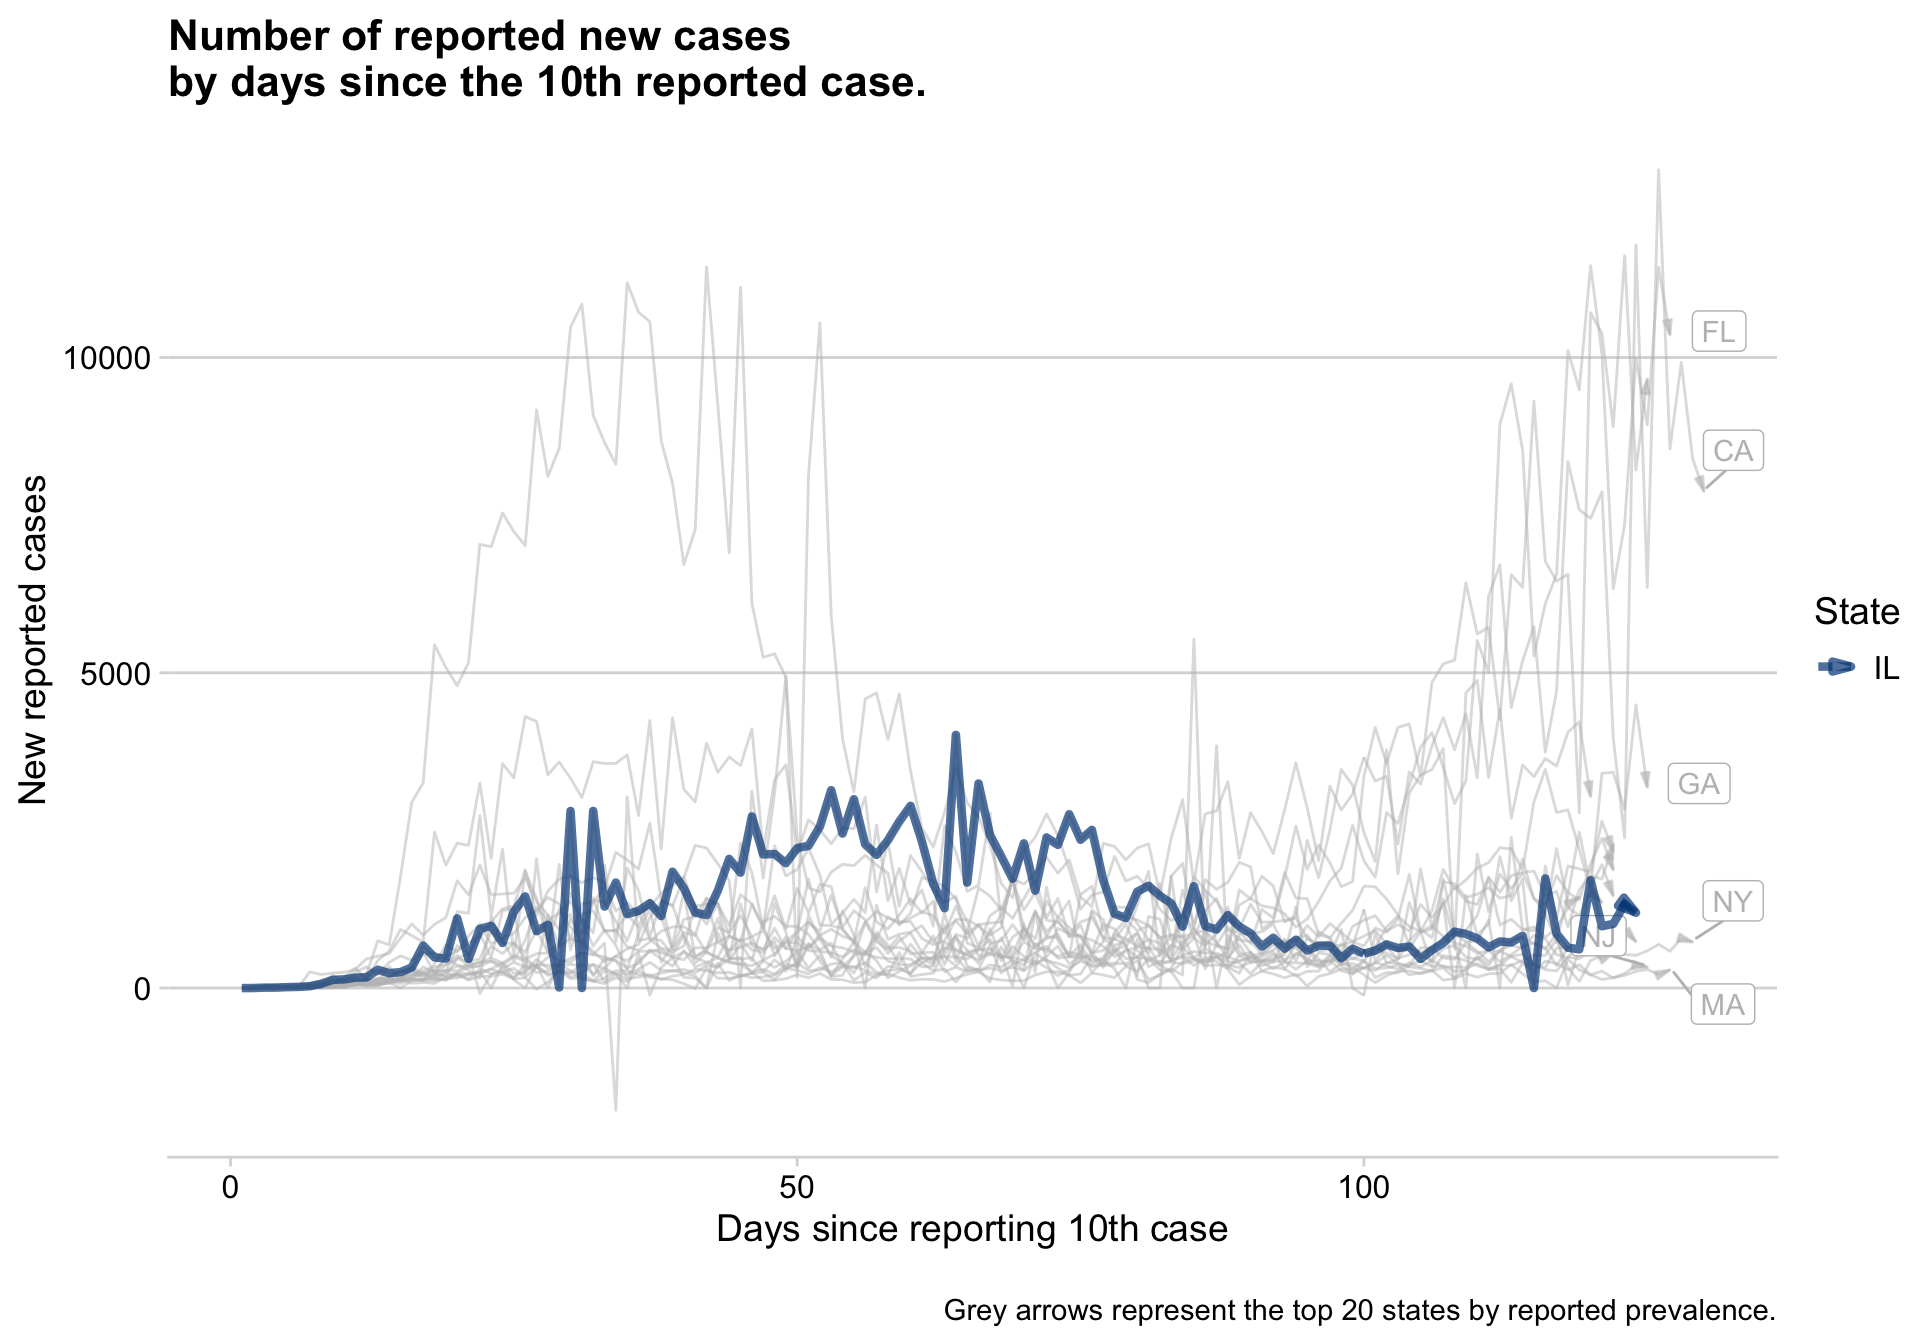 Number of reported new cases
by days since the 10th reported case.
New reported cases
10000
5000
0
FL
CA
GA
NY
NJ
MA
State
IL
0
50
100
Days since reporting 10th case
Grey arrows represent the top 20 states by reported prevalence.